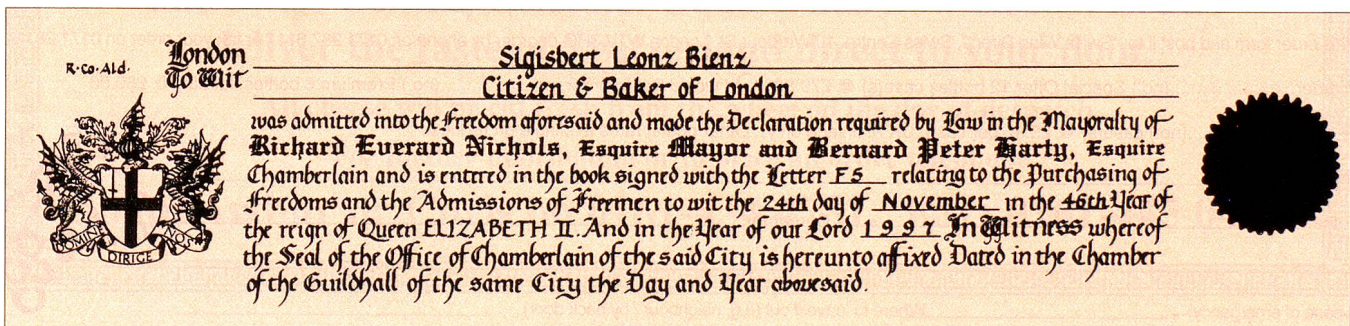 R.Co.Ald.
London
To Wit
Sigisbert Leonz Bienz
Citizen & Baker of London
was admitted into the Freedom aforesaid and made the Declaration required by Law in the Mayoralty of
Richard Everard Nichols, Esquire Mayor and Bernard Peter Harty, Esquire
Chamberlain and is entered in the book signed with the Letter F5 relating to the Purchasing of
Freedoms and the Admissions of Freemen to wit the 24th day of November in the 46th Year of
the reign of Queen ELIZABETH II. And in the Year of our Lord 1997 In Witness whereof
the Seal of the Office of Chamberlain of the said City is hereunto affixed Dated in the Chamber
of the Guildhall of the same City the Day and Year abovesaid.
DOMINE DIRIGE NOS